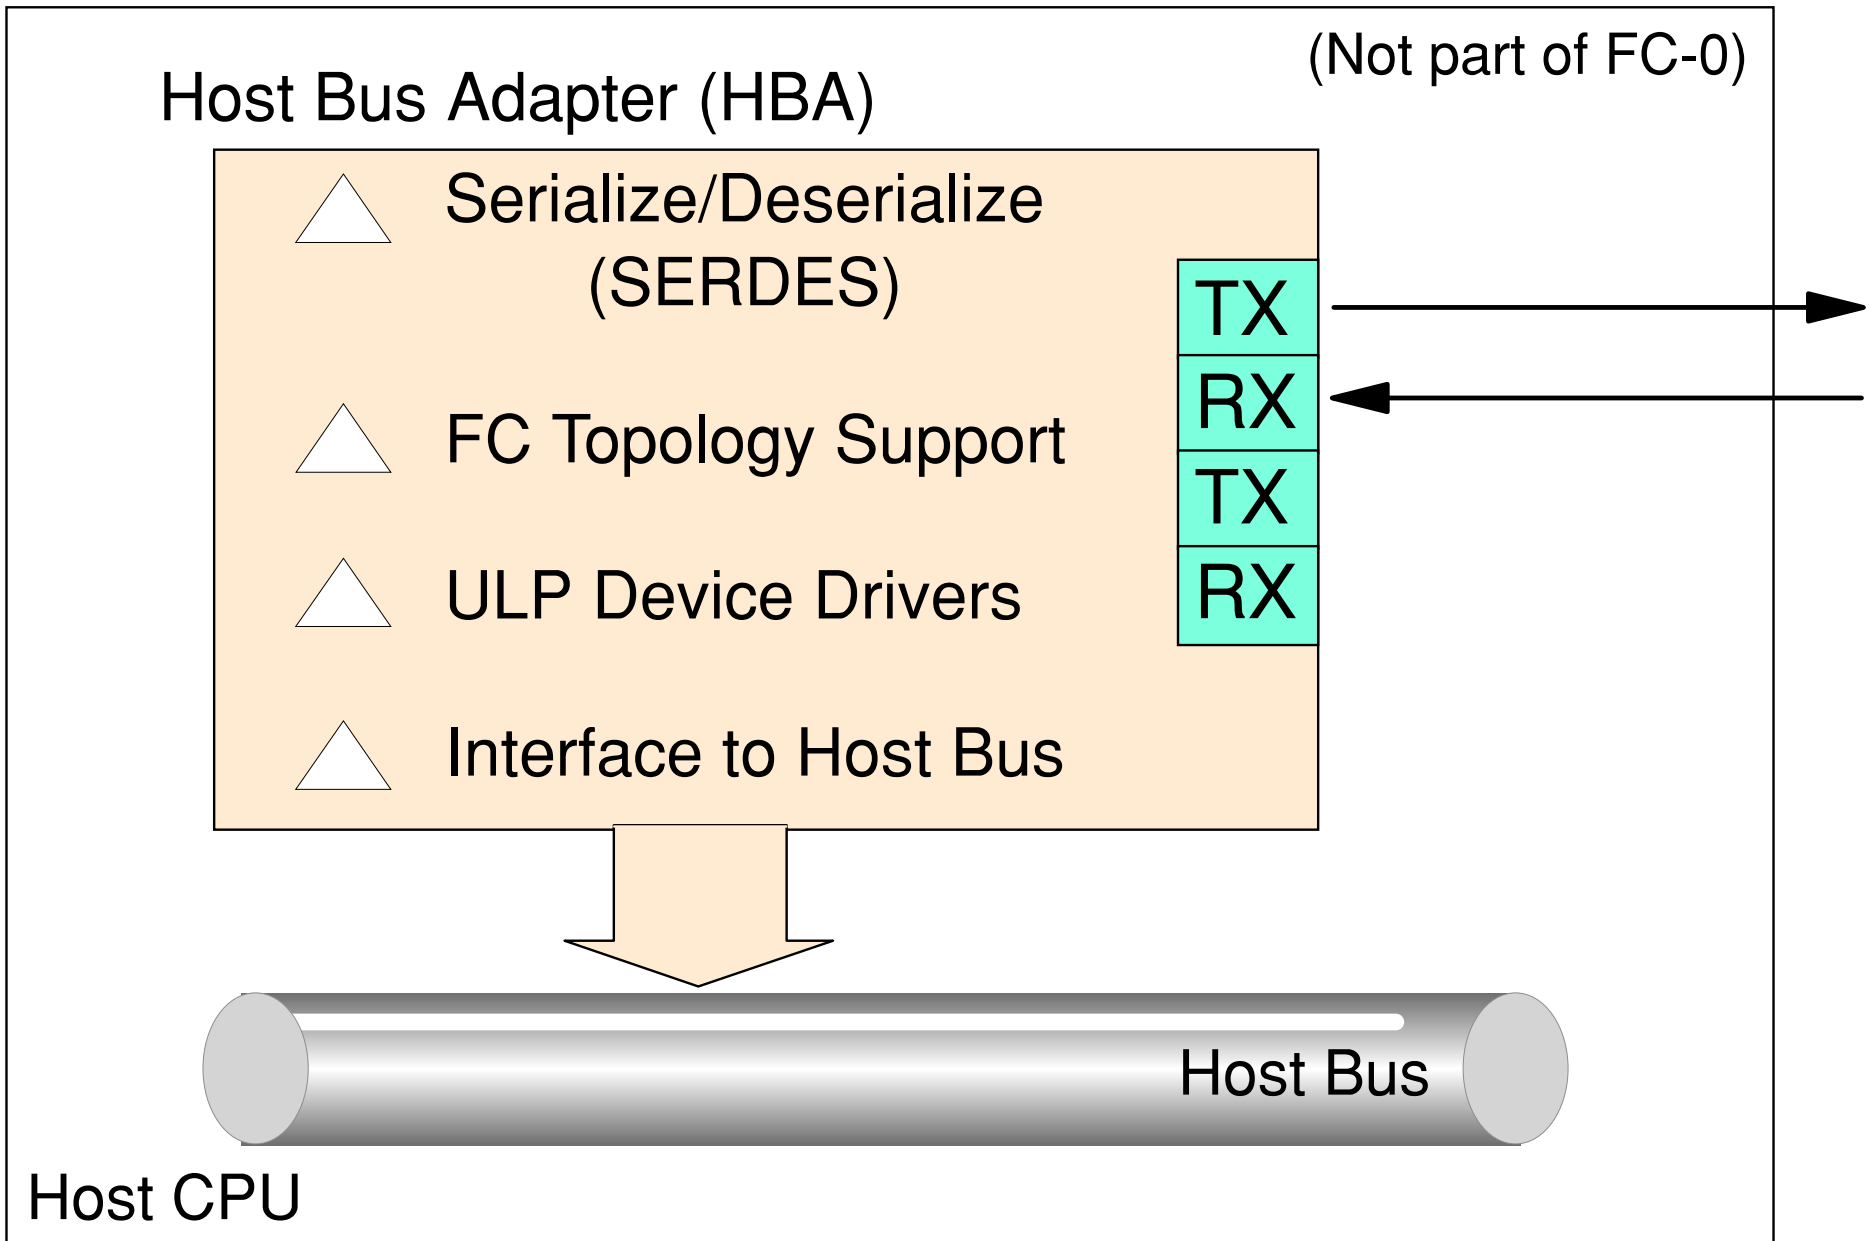 (Not part of FC-0)
Host Bus Adapter (HBA)
Serialize/Deserialize
(SERDES)
TX
RX
FC Topology Support
TX
ULP Device Drivers
RX
Interface to Host Bus
Host Bus
Host CPU